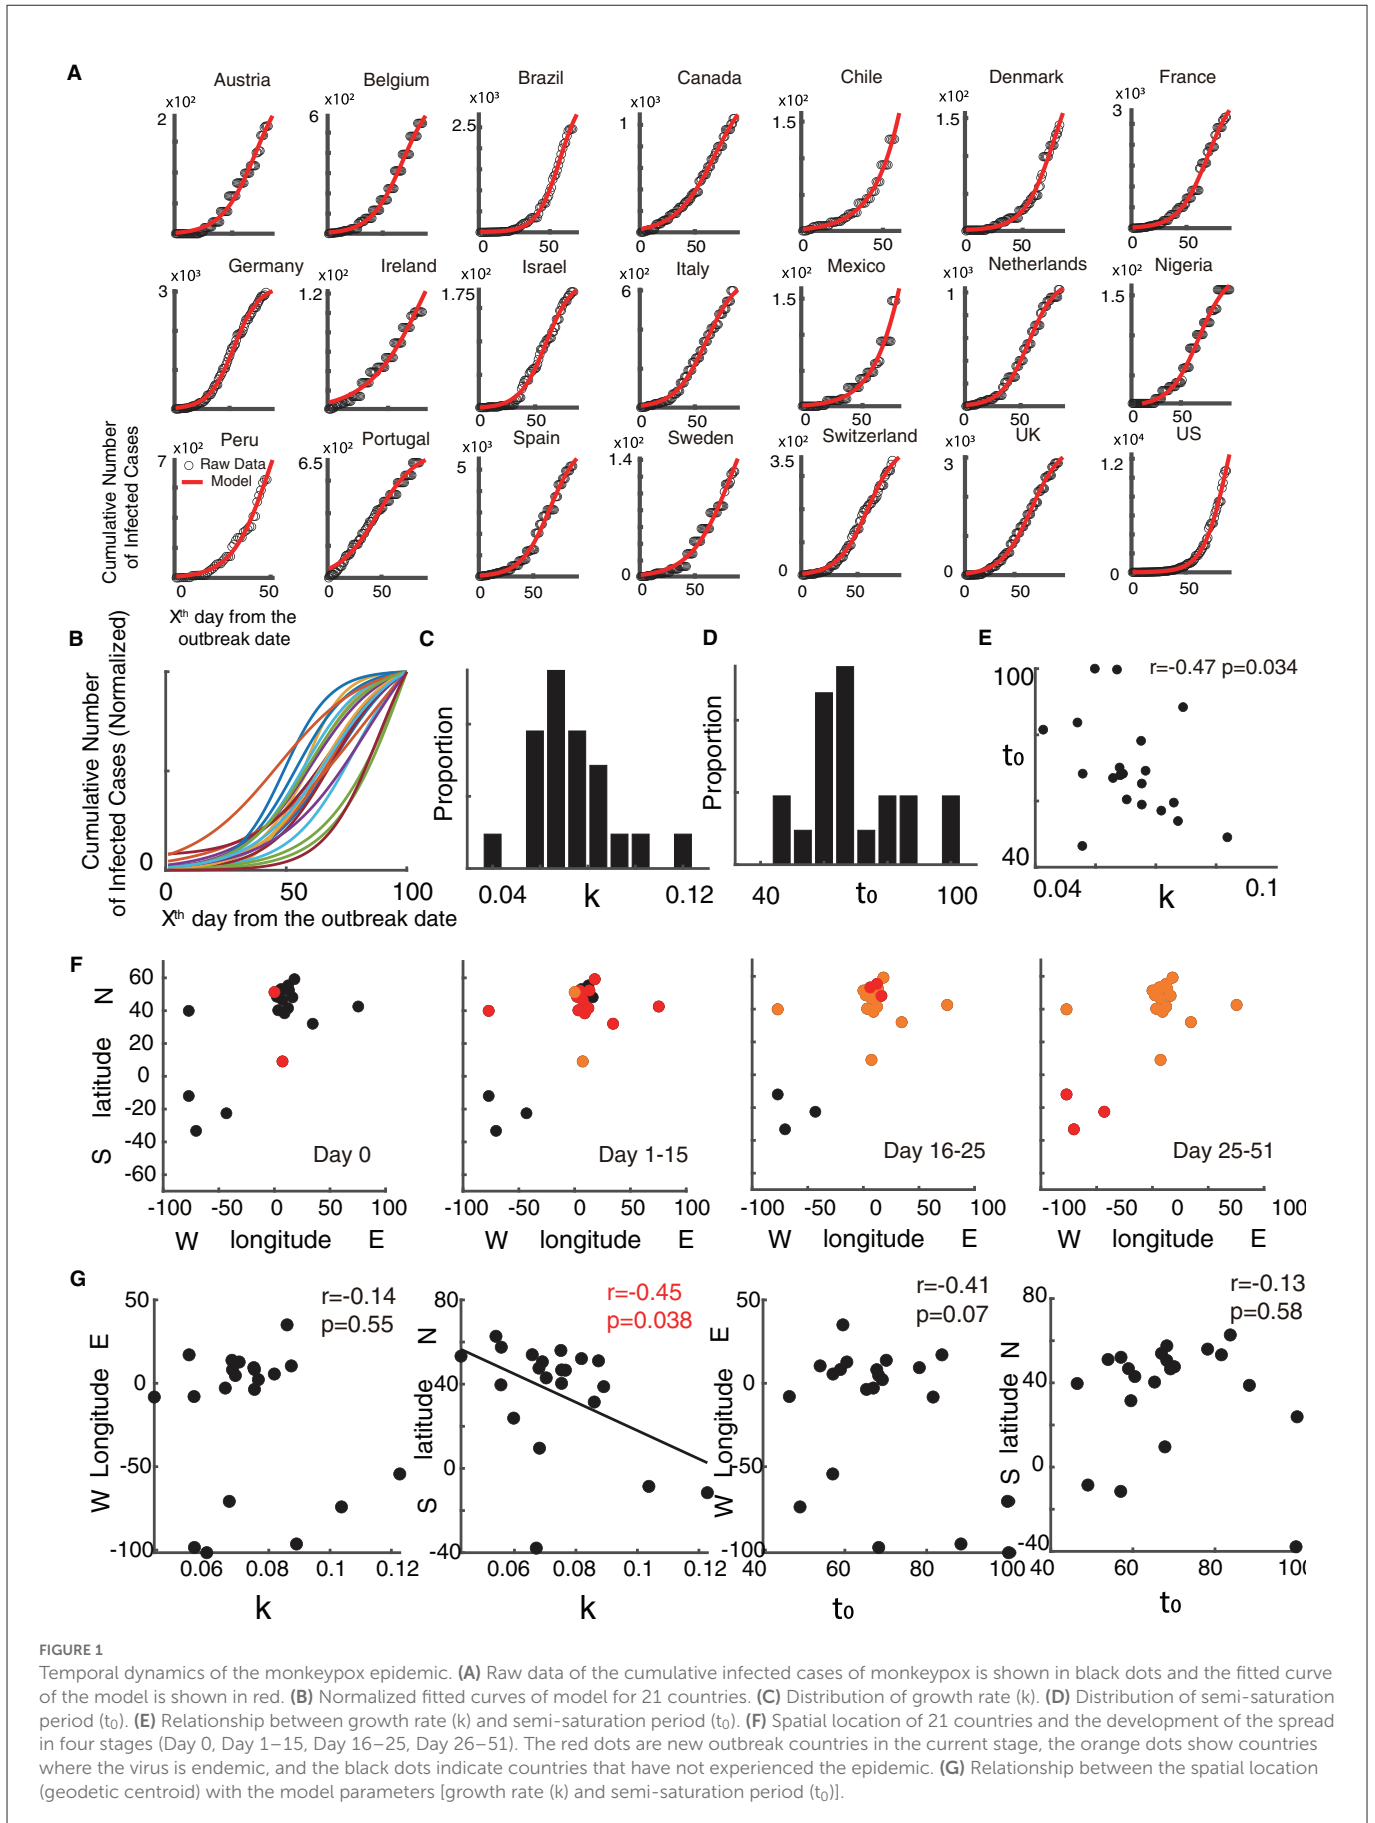 A
Austria
Belgium
Brazil
Canada
Chile
Denmark
France
x10²
x10²
x10³
x10³
x10²
x10²
x10³
2
6
2.5
1
1.5
1.5
3
0 50
0 50
0 50
0 50
0 50
Germany
Ireland
Israel
Italy
Mexico
Netherlands
Nigeria
x10³
x10²
x10²
x10²
x10²
x10³
x10²
3
1.2
1.75
6
1.5
1
1.5
0 50
0 50
0 50
0 50
0 50
Cumulative Number
of Infected Cases
Peru
Portugal
Spain
Sweden
Switzerland
UK
US
x10²
x10²
x10³
x10²
x10²
x10³
x10⁴
7
6.5
5
1.4
3.5
3
1.2
Raw Data
Model
0
0
0
0
0 50
0 50
0 50
0 50
0 50
0 50
0 50
Xth day from the
outbreak date
B
Cumulative Number
of Infected Cases (Normalized)
0
0 50 100
Xth day from the outbreak date
C
Proportion
0.04 k 0.12
D
Proportion
40 t0 100
E
r=-0.47 p=0.034
100
t0
40
0.04 k 0.1
F
S latitude N
60
40
20
0
-20
-40
-60
Day 0
Day 1-15
Day 16-25
Day 25-51
-100 -50 0 50 100
-100 -50 0 50 100
-100 -50 0 50 100
-100 -50 0 50 100
W longitude E
W longitude E
W longitude E
W longitude E
G
r=-0.14
p=0.55
W Longitude E
50
0
-50
-100
0.06 0.08 0.1 0.12
k
r=-0.45
p=0.038
S latitude N
80
40
0
-40
0.06 0.08 0.1 0.12
k
r=-0.41
p=0.07
W Longitude E
50
0
-50
-100
40 60 80 100
t0
r=-0.13
p=0.58
S latitude N
80
40
0
-40
40 60 80 100
t0
FIGURE 1
Temporal dynamics of the monkeypox epidemic. (A) Raw data of the cumulative infected cases of monkeypox is shown in black dots and the fitted curve
of the model is shown in red. (B) Normalized fitted curves of model for 21 countries. (C) Distribution of growth rate (k). (D) Distribution of semi-saturation
period (t0). (E) Relationship between growth rate (k) and semi-saturation period (t0). (F) Spatial location of 21 countries and the development of the spread
in four stages (Day 0, Day 1–15, Day 16–25, Day 26–51). The red dots are new outbreak countries in the current stage, the orange dots show countries
where the virus is endemic, and the black dots indicate countries that have not experienced the epidemic. (G) Relationship between the spatial location
(geodetic centroid) with the model parameters [growth rate (k) and semi-saturation period (t0)].